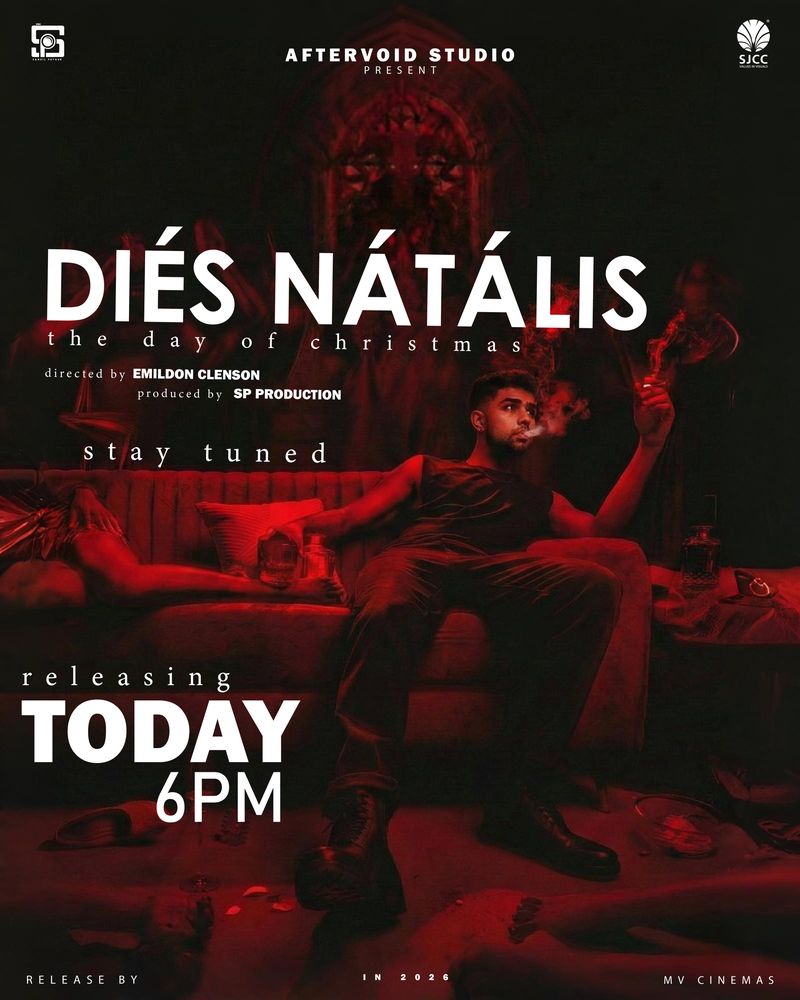 AFTERVOID STUDIO
PRESENT
SJCC
DIÉS NÁTÁLIS
the day of christmas
directed by EMILDON CLENSON
produced by SP PRODUCTION
stay tuned
releasing
TODAY
6PM
RELEASE BY
IN 2026
MV CINEMAS